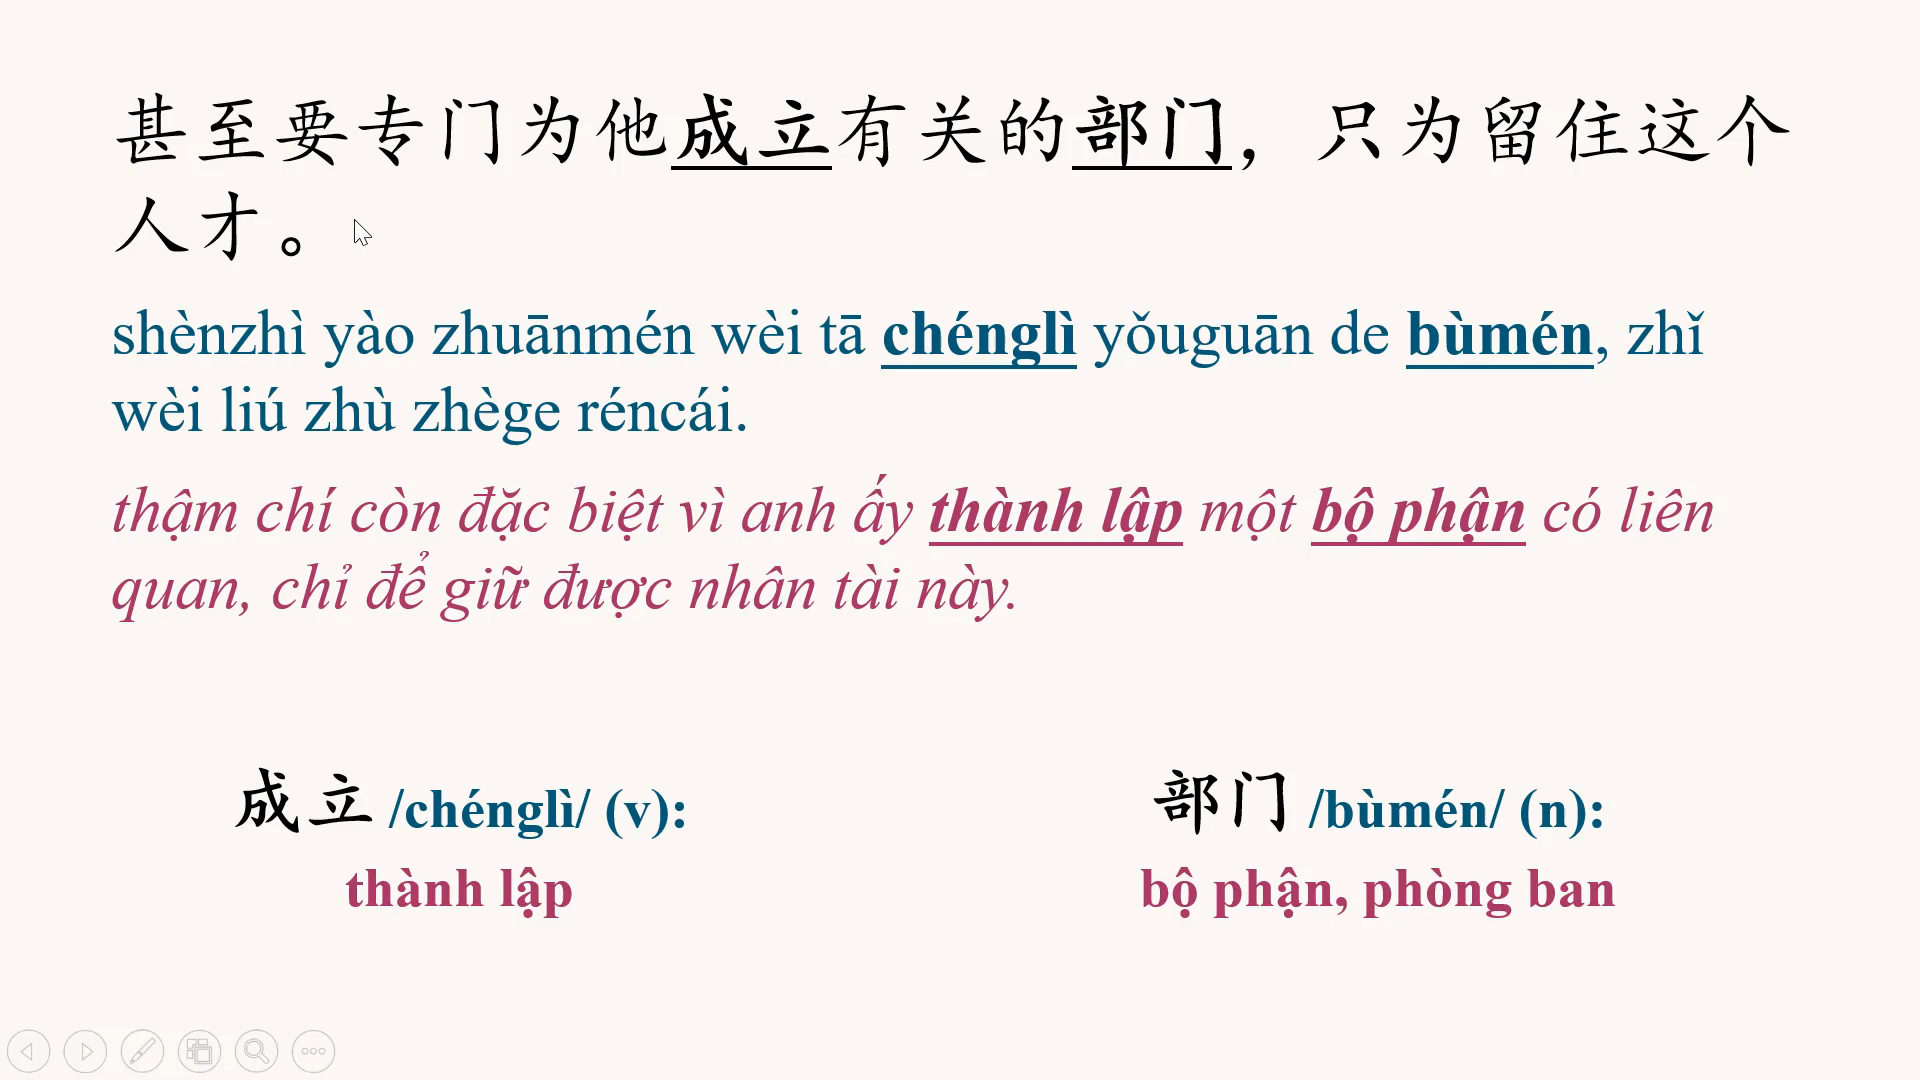 甚至要专门为他成立有关的部门，只为留住这个
人才。
shènzhì yào zhuānmén wèi tā chénglì yǒuguān de bùmén, zhǐ
wèi liú zhù zhège réncái.
thậm chí còn đặc biệt vì anh ấy thành lập một bộ phận có liên
quan, chỉ để giữ được nhân tài này.
成立 /chénglì/ (v):
thành lập
部门 /bùmén/ (n):
bộ phận, phòng ban